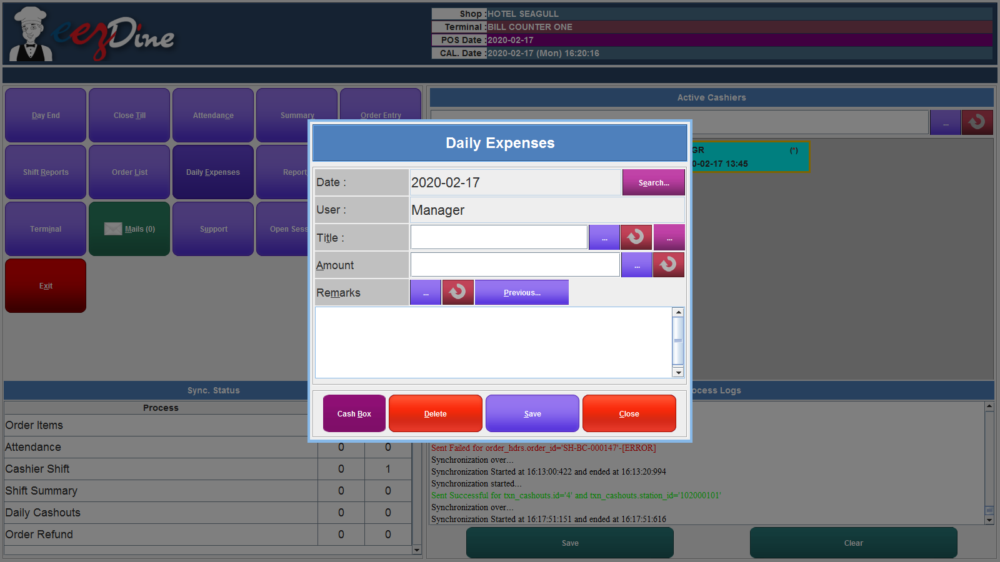 eezDine
Shop :HOTEL SEAGULL
Terminal :BILL COUNTER ONE
POS Date :2020-02-17
CAL. Date :2020-02-17 (Mon) 16:20:16
Day End
Close Till
Attendance
Summary
Order Entry
Shift Reports
Order List
Daily Expenses
Report
Terminal
Mails (0)
Support
Open Sess
Exit
Active Cashiers
...
GR (*)
0-02-17 13:45
Daily Expenses
Date : 2020-02-17 Search...
User : Manager
Title : ... ...
Amount ...
Remarks ... Previous...
Cash Box Delete Save Close
Sync. Status
Process
Order Items
Attendance 0 0
Cashier Shift 0 1
Shift Summary 0 0
Daily Cashouts 0 0
Order Refund 0 0
ocess Logs
Sent Failed for order_hdrs.order_id='SH-BC-000147'-[ERROR]
Synchronization over...
Synchronization Started at 16:13:00:422 and ended at 16:13:20:994
Synchronization started...
Sent Successful for txn_cashouts.id='4' and txn_cashouts.station_id='102000101'
Synchronization over...
Synchronization Started at 16:17:51:151 and ended at 16:17:51:616
Save
Clear